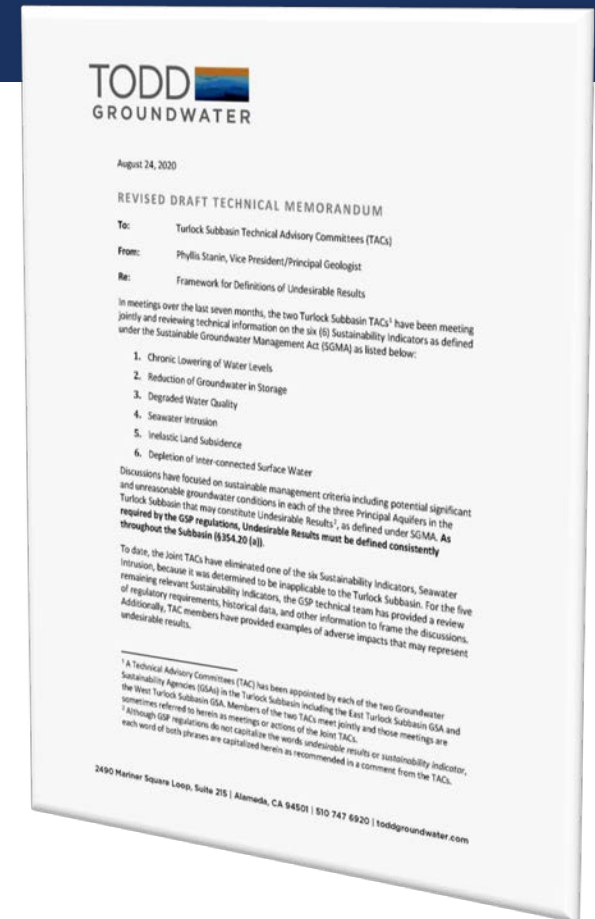 TODD
GROUNDWATER
August 24, 2020
REVISED DRAFT TECHNICAL MEMORANDUM
To: Turlock Subbasin Technical Advisory Committees (TACs)
From: Phyllis Stanin, Vice President/Principal Geologist
Re: Framework for Definitions of Undesirable Results
In meetings over the last seven months, the two Turlock Subbasin TACs¹ have been meeting
jointly and reviewing technical information on the six (6) Sustainability Indicators as defined
under the Sustainable Groundwater Management Act (SGMA) as listed below:
1. Chronic Lowering of Water Levels
2. Reduction of Groundwater in Storage
3. Degraded Water Quality
4. Seawater Intrusion
5. Inelastic Land Subsidence
6. Depletion of Inter-connected Surface Water
Discussions have focused on sustainable management criteria including potential significant
and unreasonable groundwater conditions in each of the three Principal Aquifers in the
Turlock Subbasin that may constitute Undesirable Results², as defined under SGMA. As
required by the GSP regulations, Undesirable Results must be defined consistently
throughout the Subbasin (§354.20 (a)).
To date, the Joint TACs have eliminated one of the six Sustainability Indicators, Seawater
Intrusion, because it was determined to be inapplicable to the Turlock Subbasin. For the five
remaining relevant Sustainability Indicators, the GSP technical team has provided a review
of regulatory requirements, historical data, and other information to frame the discussions.
Additionally, TAC members have provided examples of adverse impacts that may represent
undesirable results.
¹ A Technical Advisory Committees (TAC) has been appointed by each of the two Groundwater
Sustainability Agencies (GSAs) in the Turlock Subbasin including the East Turlock Subbasin GSA and
the West Turlock Subbasin GSA. Members of the two TACs meet jointly and those meetings are
sometimes referred to herein as meetings or actions of the Joint TACs.
² Although GSP regulations do not capitalize the words undesirable results or sustainability indicator,
each word of both phrases are capitalized herein as recommended in a comment from the TACs.
2490 Mariner Square Loop, Suite 215 | Alameda, CA 94501 | 510 747 6920 | toddgroundwater.com